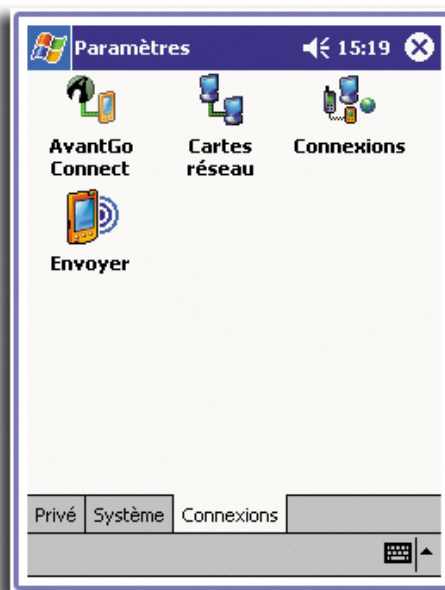 Paramètres 15:19
AvantGo
Connect
Cartes
réseau
Connexions
Envoyer
Privé Système Connexions